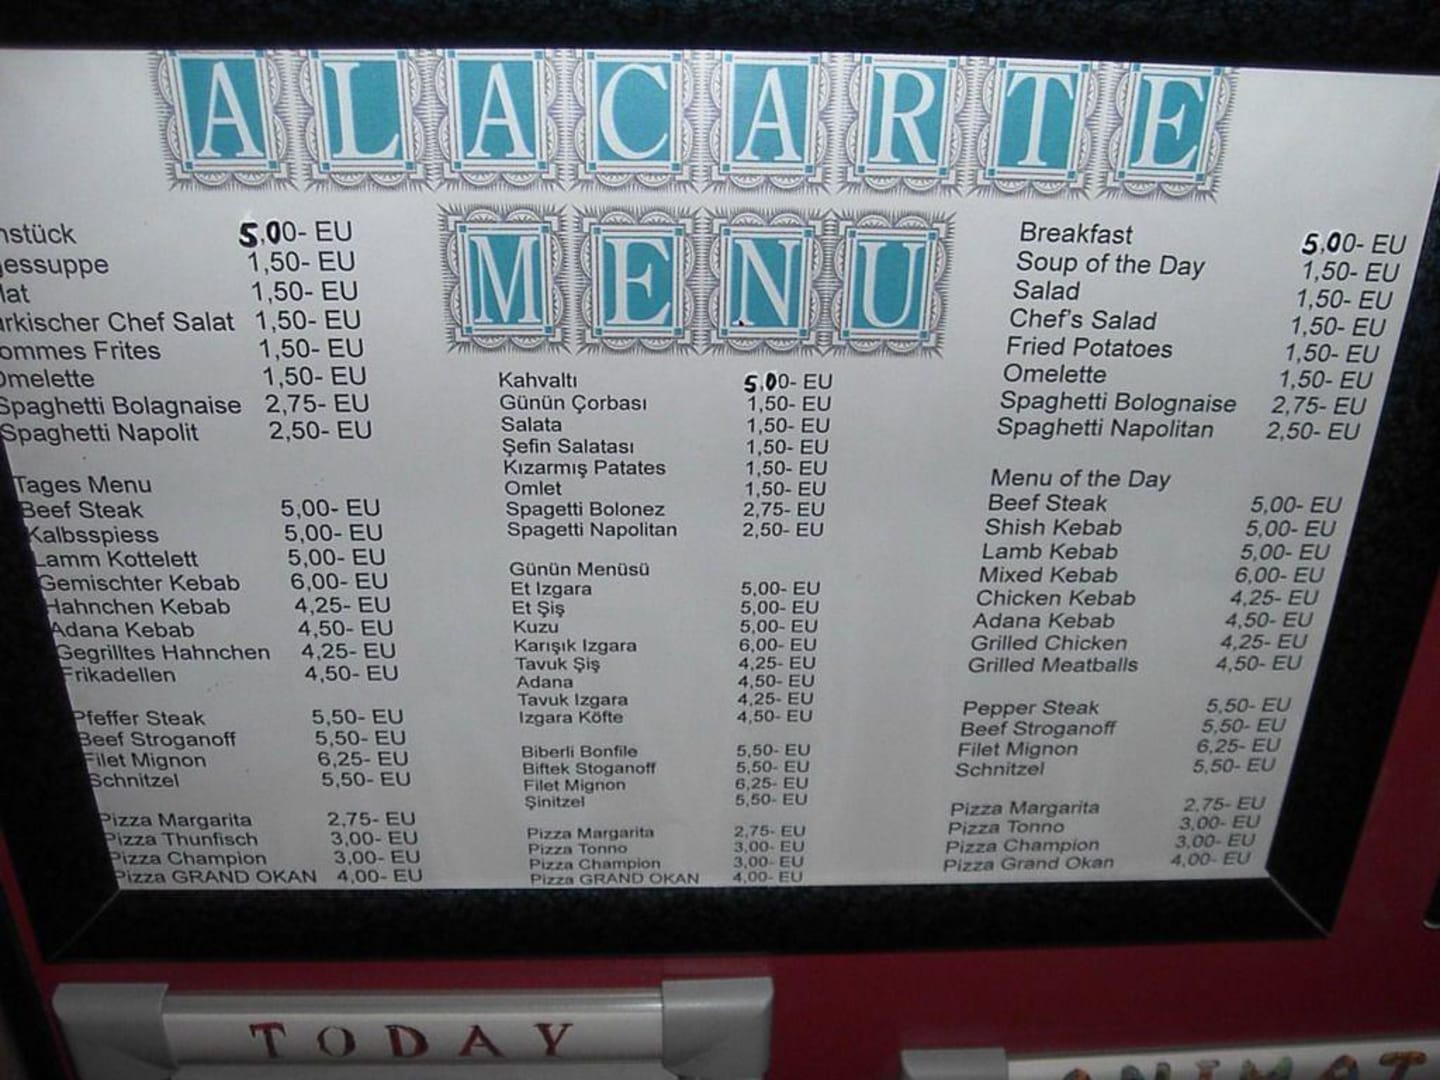 ALACARTE
MENU
nstück 5,00- EU
essuppe 1,50- EU
lat 1,50- EU
rkischer Chef Salat 1,50- EU
ommes Frites 1,50- EU
Omelette 1,50- EU
Spaghetti Bolagnaise 2,75- EU
Spaghetti Napolit 2,50- EU
Tages Menu
Beef Steak 5,00- EU
Kalbsspiess 5,00- EU
Lamm Kottelett 5,00- EU
Gemischter Kebab 6,00- EU
Hahnchen Kebab 4,25- EU
Adana Kebab 4,50- EU
Gegrilltes Hahnchen 4,25- EU
Frikadellen 4,50- EU
Pfeffer Steak 5,50- EU
Beef Stroganoff 5,50- EU
Filet Mignon 6,25- EU
Schnitzel 5,50- EU
Pizza Margarita 2,75- EU
Pizza Thunfisch 3,00- EU
Pizza Champion 3,00- EU
Pizza GRAND OKAN 4,00- EU
Kahvaltı 5,00- EU
Günün Çorbası 1,50- EU
Salata 1,50- EU
Şefin Salatası 1,50- EU
Kızarmış Patates 1,50- EU
Omlet 1,50- EU
Spagetti Bolonez 2,75- EU
Spagetti Napolitan 2,50- EU
Günün Menüsü
Et Izgara 5,00- EU
Et Şiş 5,00- EU
Kuzu 5,00- EU
Karışık Izgara 6,00- EU
Tavuk Şiş 4,25- EU
Adana 4,50- EU
Tavuk Izgara 4,25- EU
Izgara Köfte 4,50- EU
Biberli Bonfile 5,50- EU
Biftek Stoganoff 5,50- EU
Filet Mignon 6,25- EU
Şinitzel 5,50- EU
Pizza Margarita 2,75- EU
Pizza Tonno 3,00- EU
Pizza Champion 3,00- EU
Pizza GRAND OKAN 4,00- EU
Breakfast 5,00- EU
Soup of the Day 1,50- EU
Salad 1,50- EU
Chef's Salad 1,50- EU
Fried Potatoes 1,50- EU
Omelette 1,50- EU
Spaghetti Bolognaise 2,75- EU
Spaghetti Napolitan 2,50- EU
Menu of the Day
Beef Steak 5,00- EU
Shish Kebab 5,00- EU
Lamb Kebab 5,00- EU
Mixed Kebab 6,00- EU
Chicken Kebab 4,25- EU
Adana Kebab 4,50- EU
Grilled Chicken 4,25- EU
Grilled Meatballs 4,50- EU
Pepper Steak 5,50- EU
Beef Stroganoff 5,50- EU
Filet Mignon 6,25- EU
Schnitzel 5,50- EU
Pizza Margarita 2,75- EU
Pizza Tonno 3,00- EU
Pizza Champion 3,00- EU
Pizza Grand Okan 4,00- EU
TODAY
ANIMAT